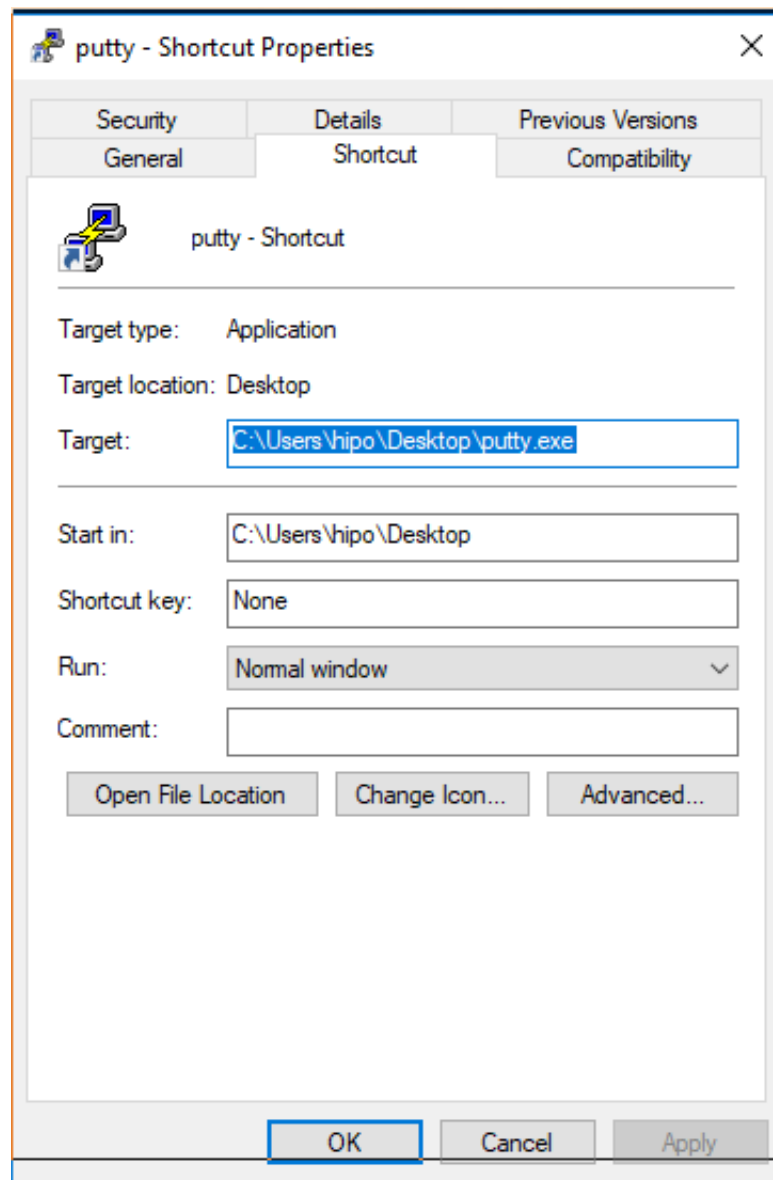 putty - Shortcut Properties
Security Details Previous Versions
General Shortcut Compatibility
putty - Shortcut
Target type: Application
Target location: Desktop
Target: C:\Users\hipo\Desktop\putty.exe
Start in: C:\Users\hipo\Desktop
Shortcut key: None
Run: Normal window
Comment:
Open File Location Change Icon... Advanced...
OK Cancel Apply